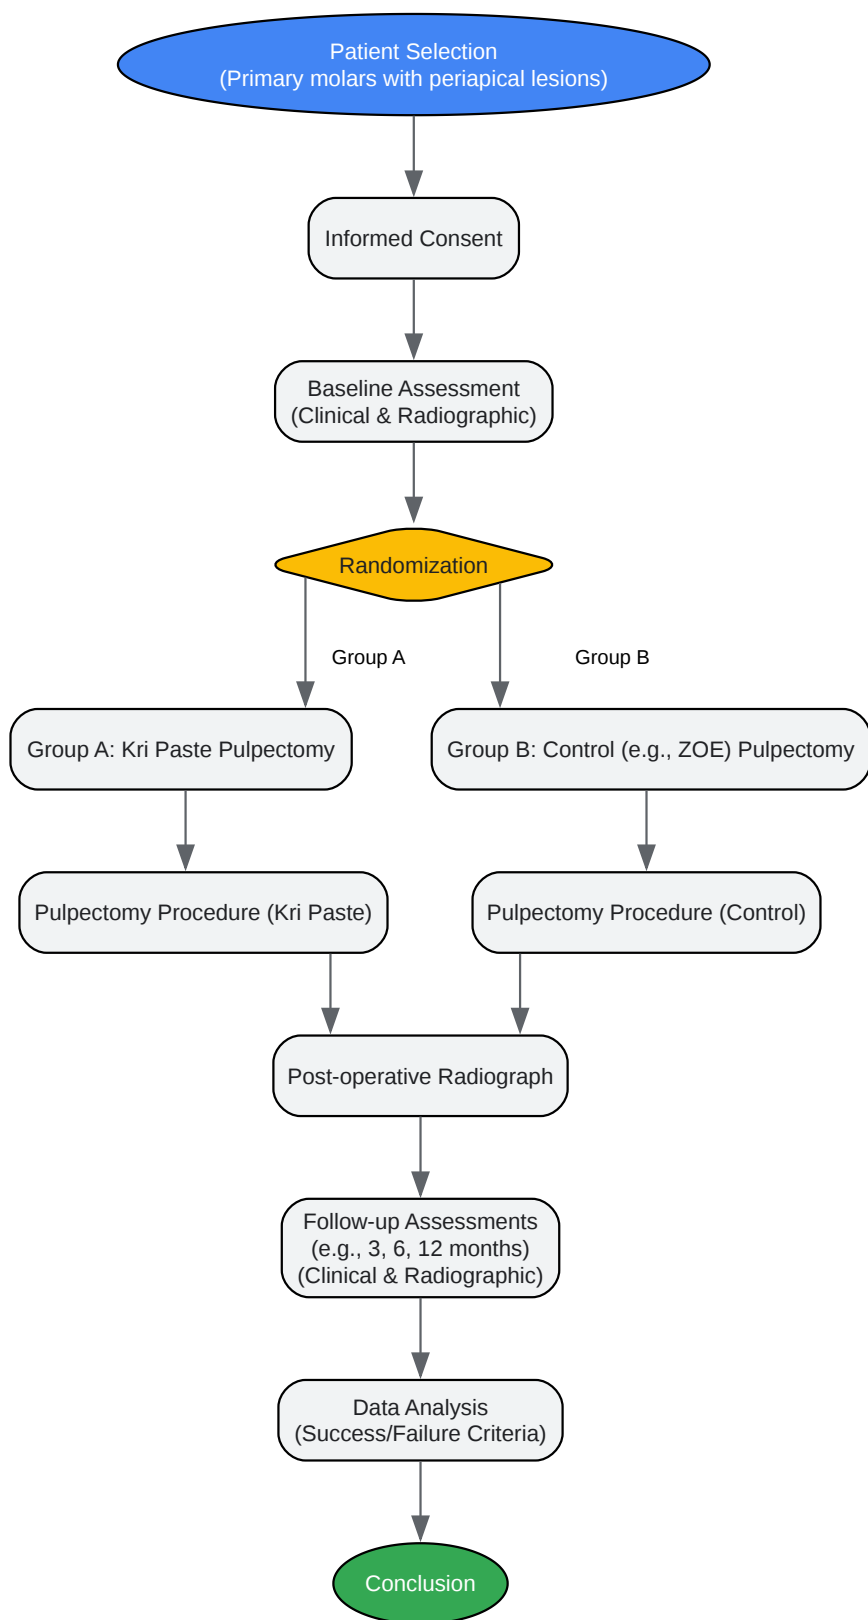 Patient Selection
(Primary molars with periapical lesions)
Informed Consent
Baseline Assessment
(Clinical & Radiographic)
Randomization
Group A
Group B
Group A: Kri Paste Pulpectomy
Group B: Control (e.g., ZOE) Pulpectomy
Pulpectomy Procedure (Kri Paste)
Pulpectomy Procedure (Control)
Post-operative Radiograph
Follow-up Assessments
(e.g., 3, 6, 12 months)
(Clinical & Radiographic)
Data Analysis
(Success/Failure Criteria)
Conclusion